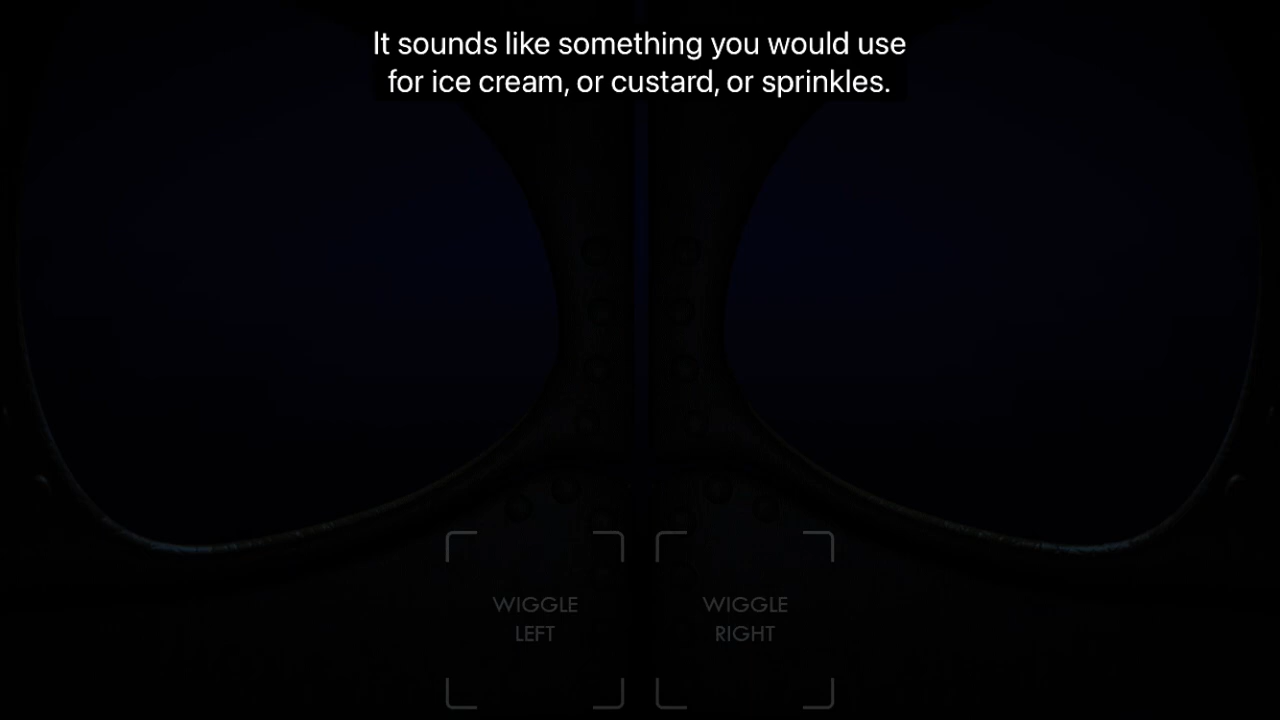 It sounds like something you would use
for ice cream, or custard, or sprinkles.
WIGGLE
LEFT
WIGGLE
RIGHT